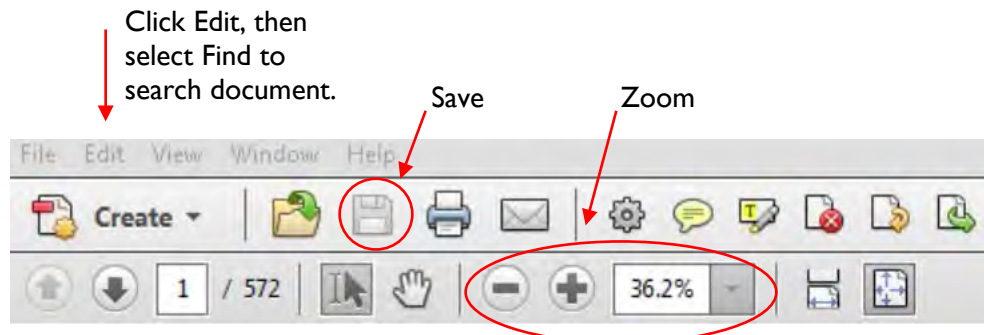 Click Edit, then
select Find to
search document.
Save Zoom
File Edit View Window Help
Create
T
1 / 572 36.2%